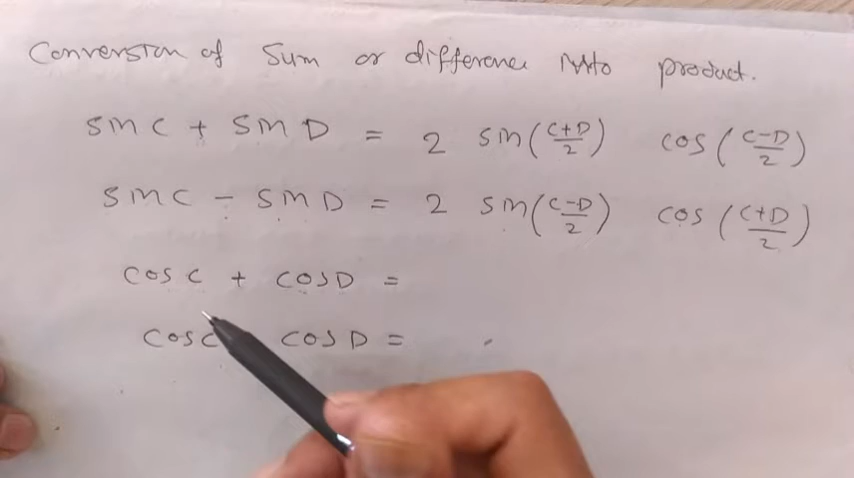 Conversion of Sum or difference into product.
sin C + sin D = 2 sin(C+D/2) cos(C-D/2)
sin C - sin D = 2 sin(C-D/2) cos(C+D/2)
cos C + cos D =
cos C cos D =